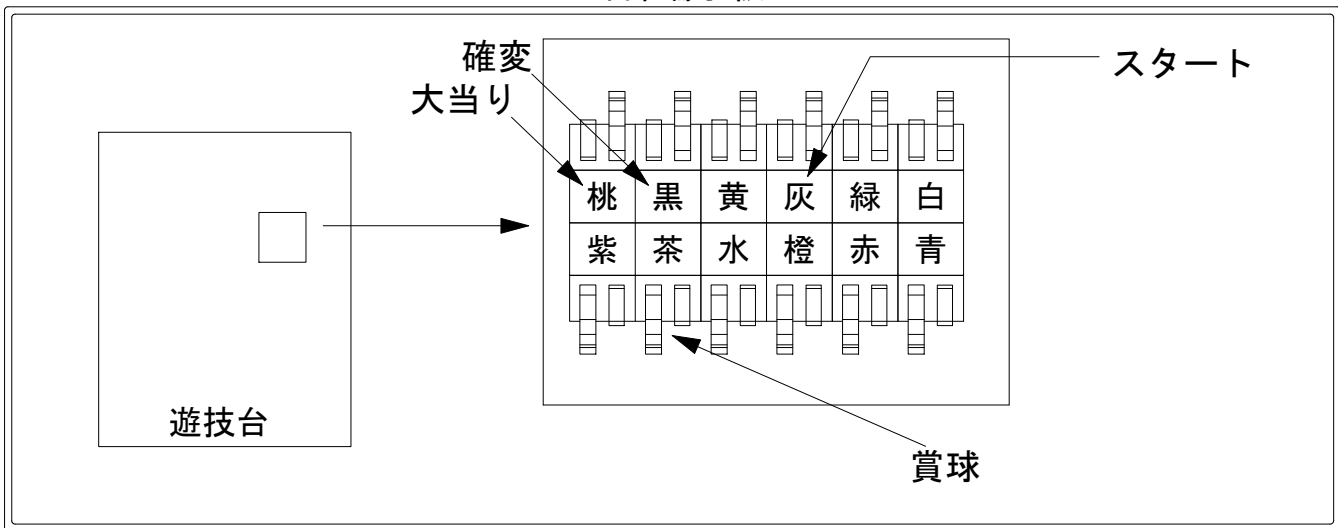 確変
スタート
大当り
桃 黒 黄 灰 緑 白
紫 茶 水 橙 赤 青
遊技台
賞球